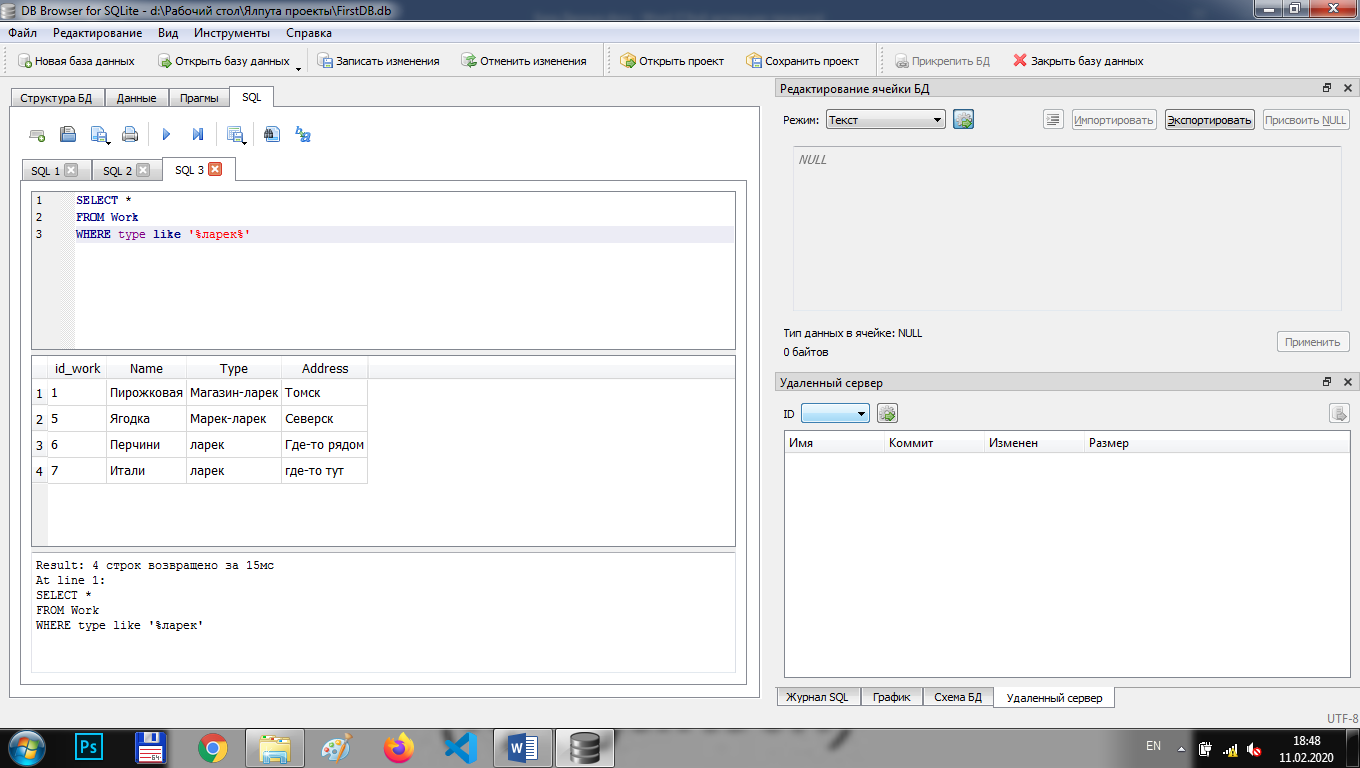 DB Browser for SQLite - d:\Рабочий стол\Ялпута проекты\FirstDB.db
Файл Редактирование Вид Инструменты Справка
Новая база данных Открыть базу данных Записать изменения Отменить изменения Открыть проект Сохранить проект Прикрепить БД Закрыть базу данных
Структура БД Данные Прагмы SQL
SQL 1 SQL 2 SQL 3
1 SELECT *
2 FROM Work
3 WHERE type like '%ларек%'
id_work Name Type Address
1 1 Пирожковая Магазин-ларек Томск
2 5 Ягодка Марек-ларек Северск
3 6 Перчини ларек Где-то рядом
4 7 Итали ларек где-то тут
Result: 4 строк возвращено за 15мс
At line 1:
SELECT *
FROM Work
WHERE type like '%ларек'
Редактирование ячейки БД
Режим: Текст Импортировать Экспортировать Присвоить NULL
NULL
Тип данных в ячейке: NULL
0 байтов
Применить
Удаленный сервер
ID
Имя Коммит Изменен Размер
Журнал SQL График Схема БД Удаленный сервер
UTF-8
Ps
64
W
EN
18:48
11.02.2020